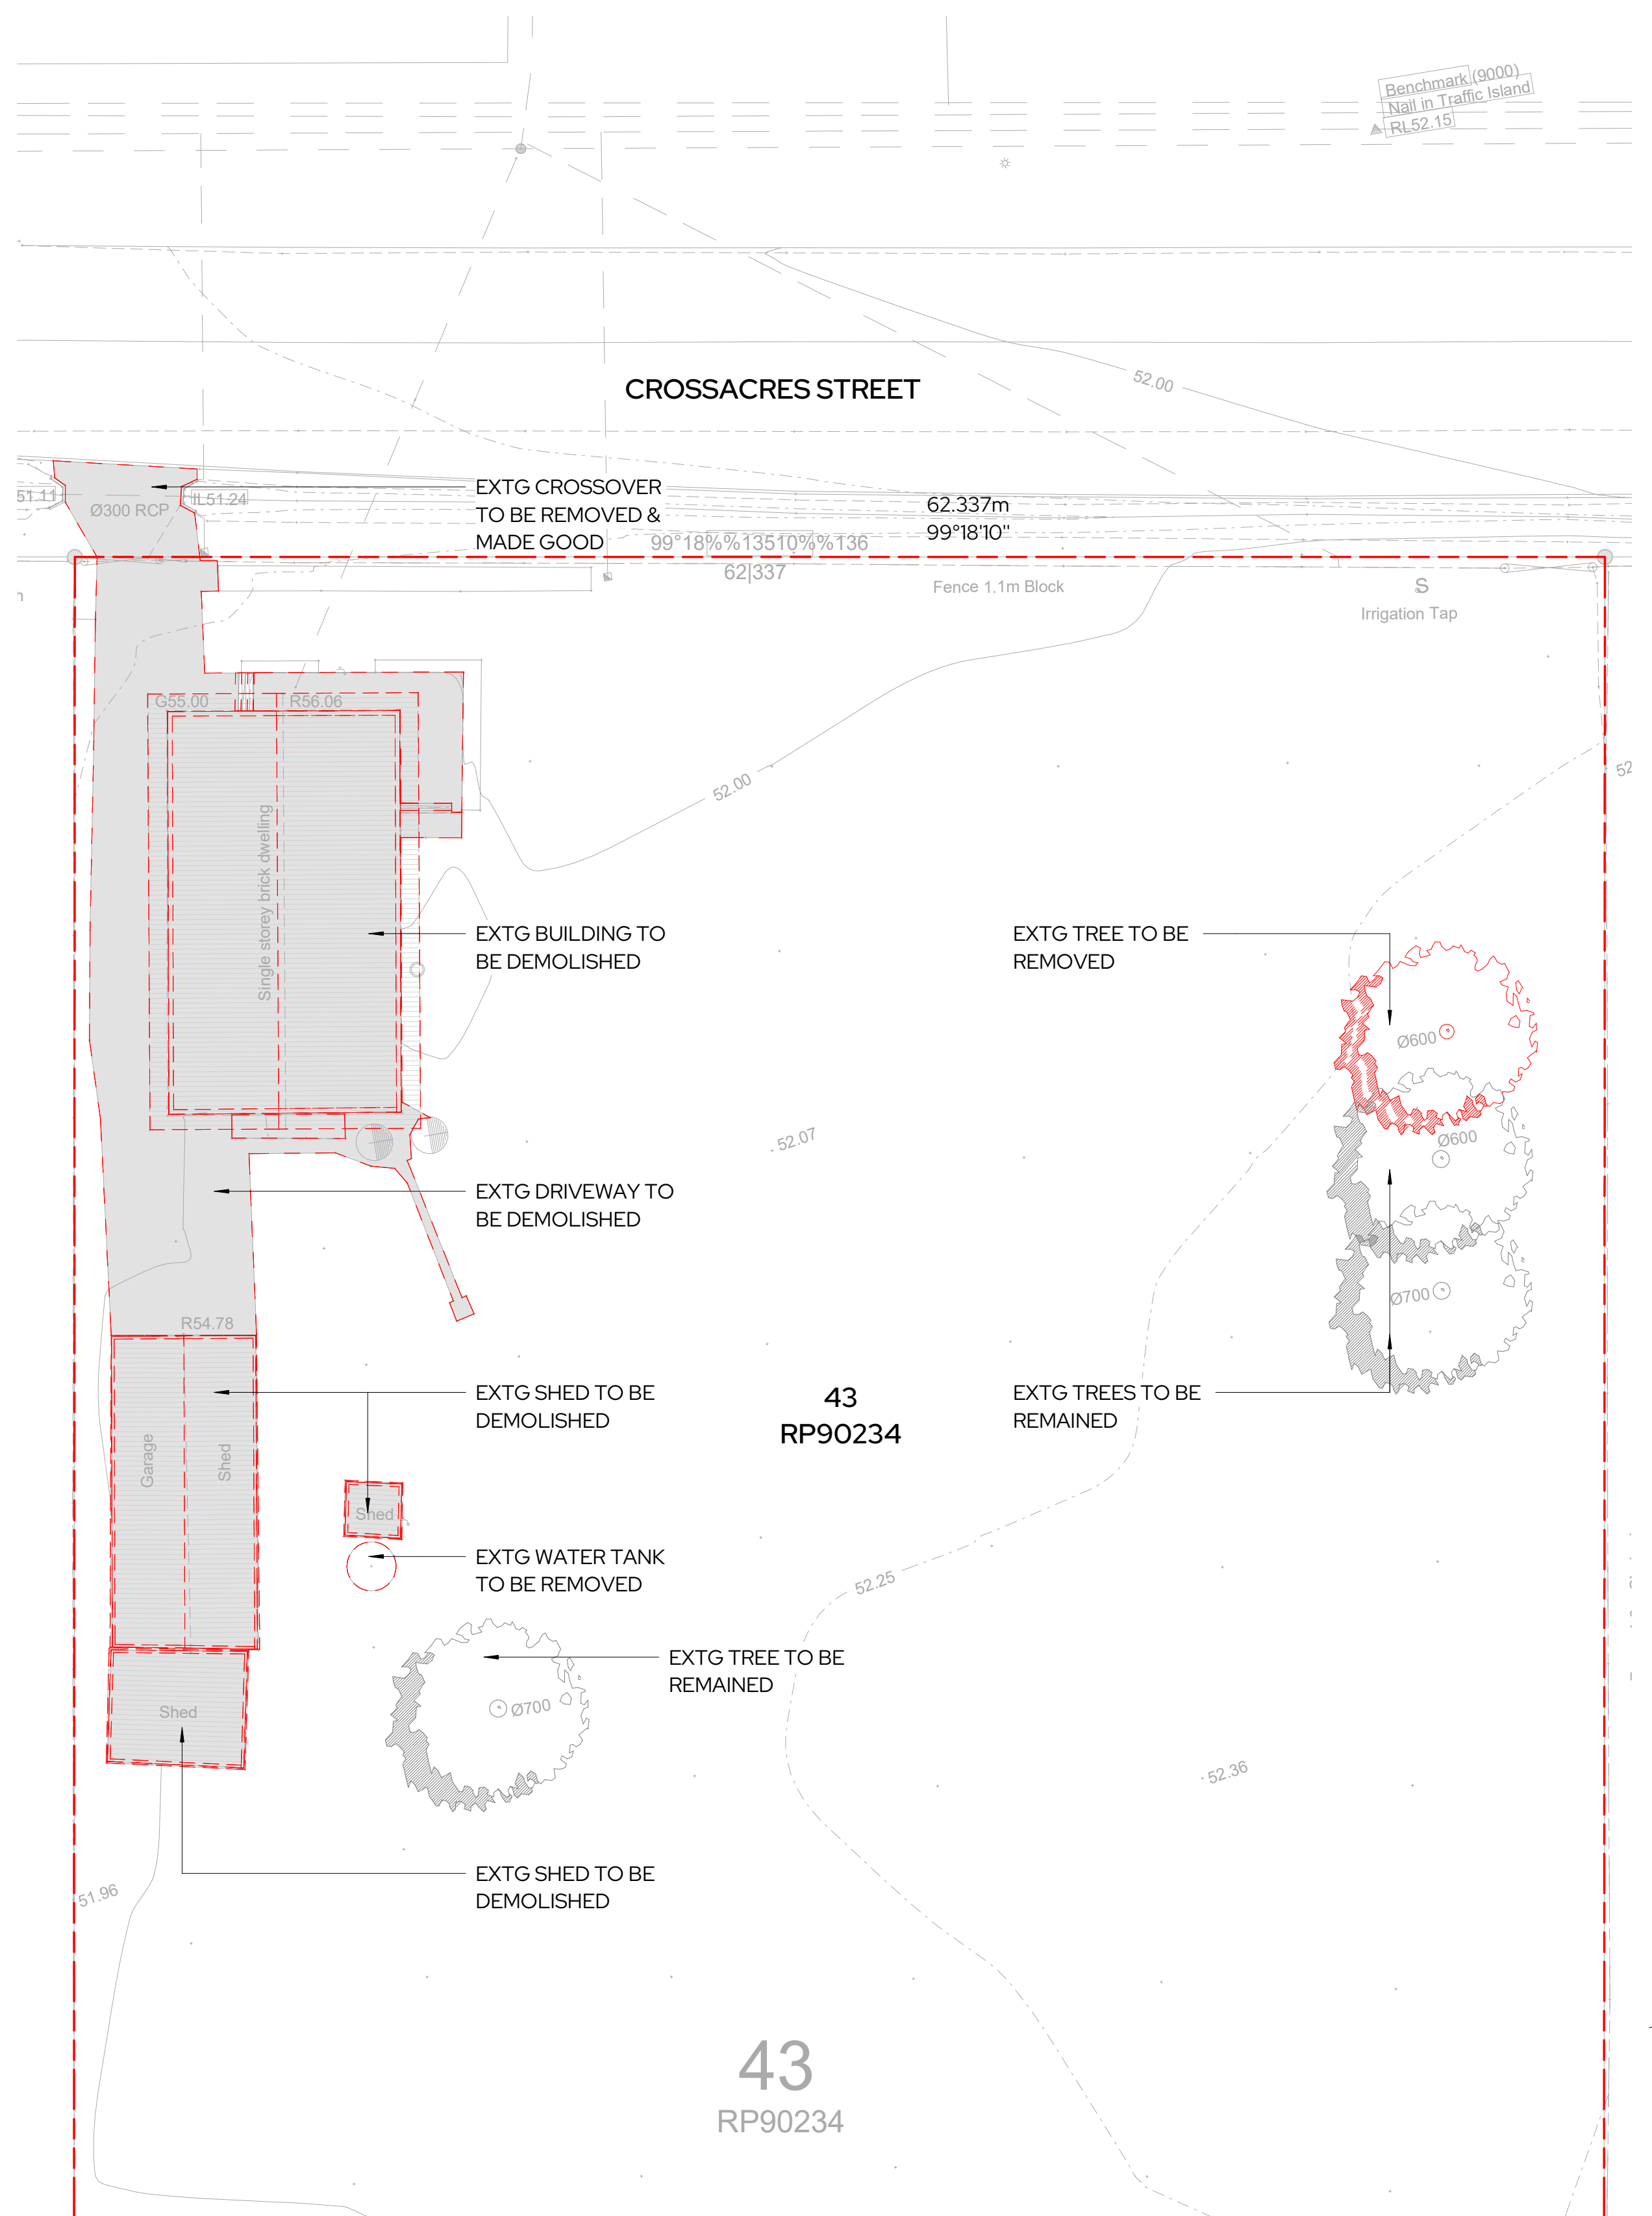 Benchmark (9000)
Nail in Traffic Island
RL52.15
CROSSACRES STREET
52.00
EXTG CROSSOVER
TO BE REMOVED &
MADE GOOD
51.11
IL51.24
Ø300 RCP
62.337m
99°18'10"
99°18%%13510%%136
62|337
Fence 1.1m Block
S
Irrigation Tap
G55.00
R56.06
52.00
Single storey brick dwelling
EXTG BUILDING TO
BE DEMOLISHED
EXTG TREE TO BE
REMOVED
Ø600
Ø600
52.07
EXTG DRIVEWAY TO
BE DEMOLISHED
Ø700
R54.78
EXTG SHED TO BE
DEMOLISHED
43
RP90234
EXTG TREES TO BE
REMAINED
Garage
Shed
Shed
EXTG WATER TANK
TO BE REMOVED
52.25
EXTG TREE TO BE
REMAINED
Ø700
Shed
52.36
EXTG SHED TO BE
DEMOLISHED
51.96
43
RP90234